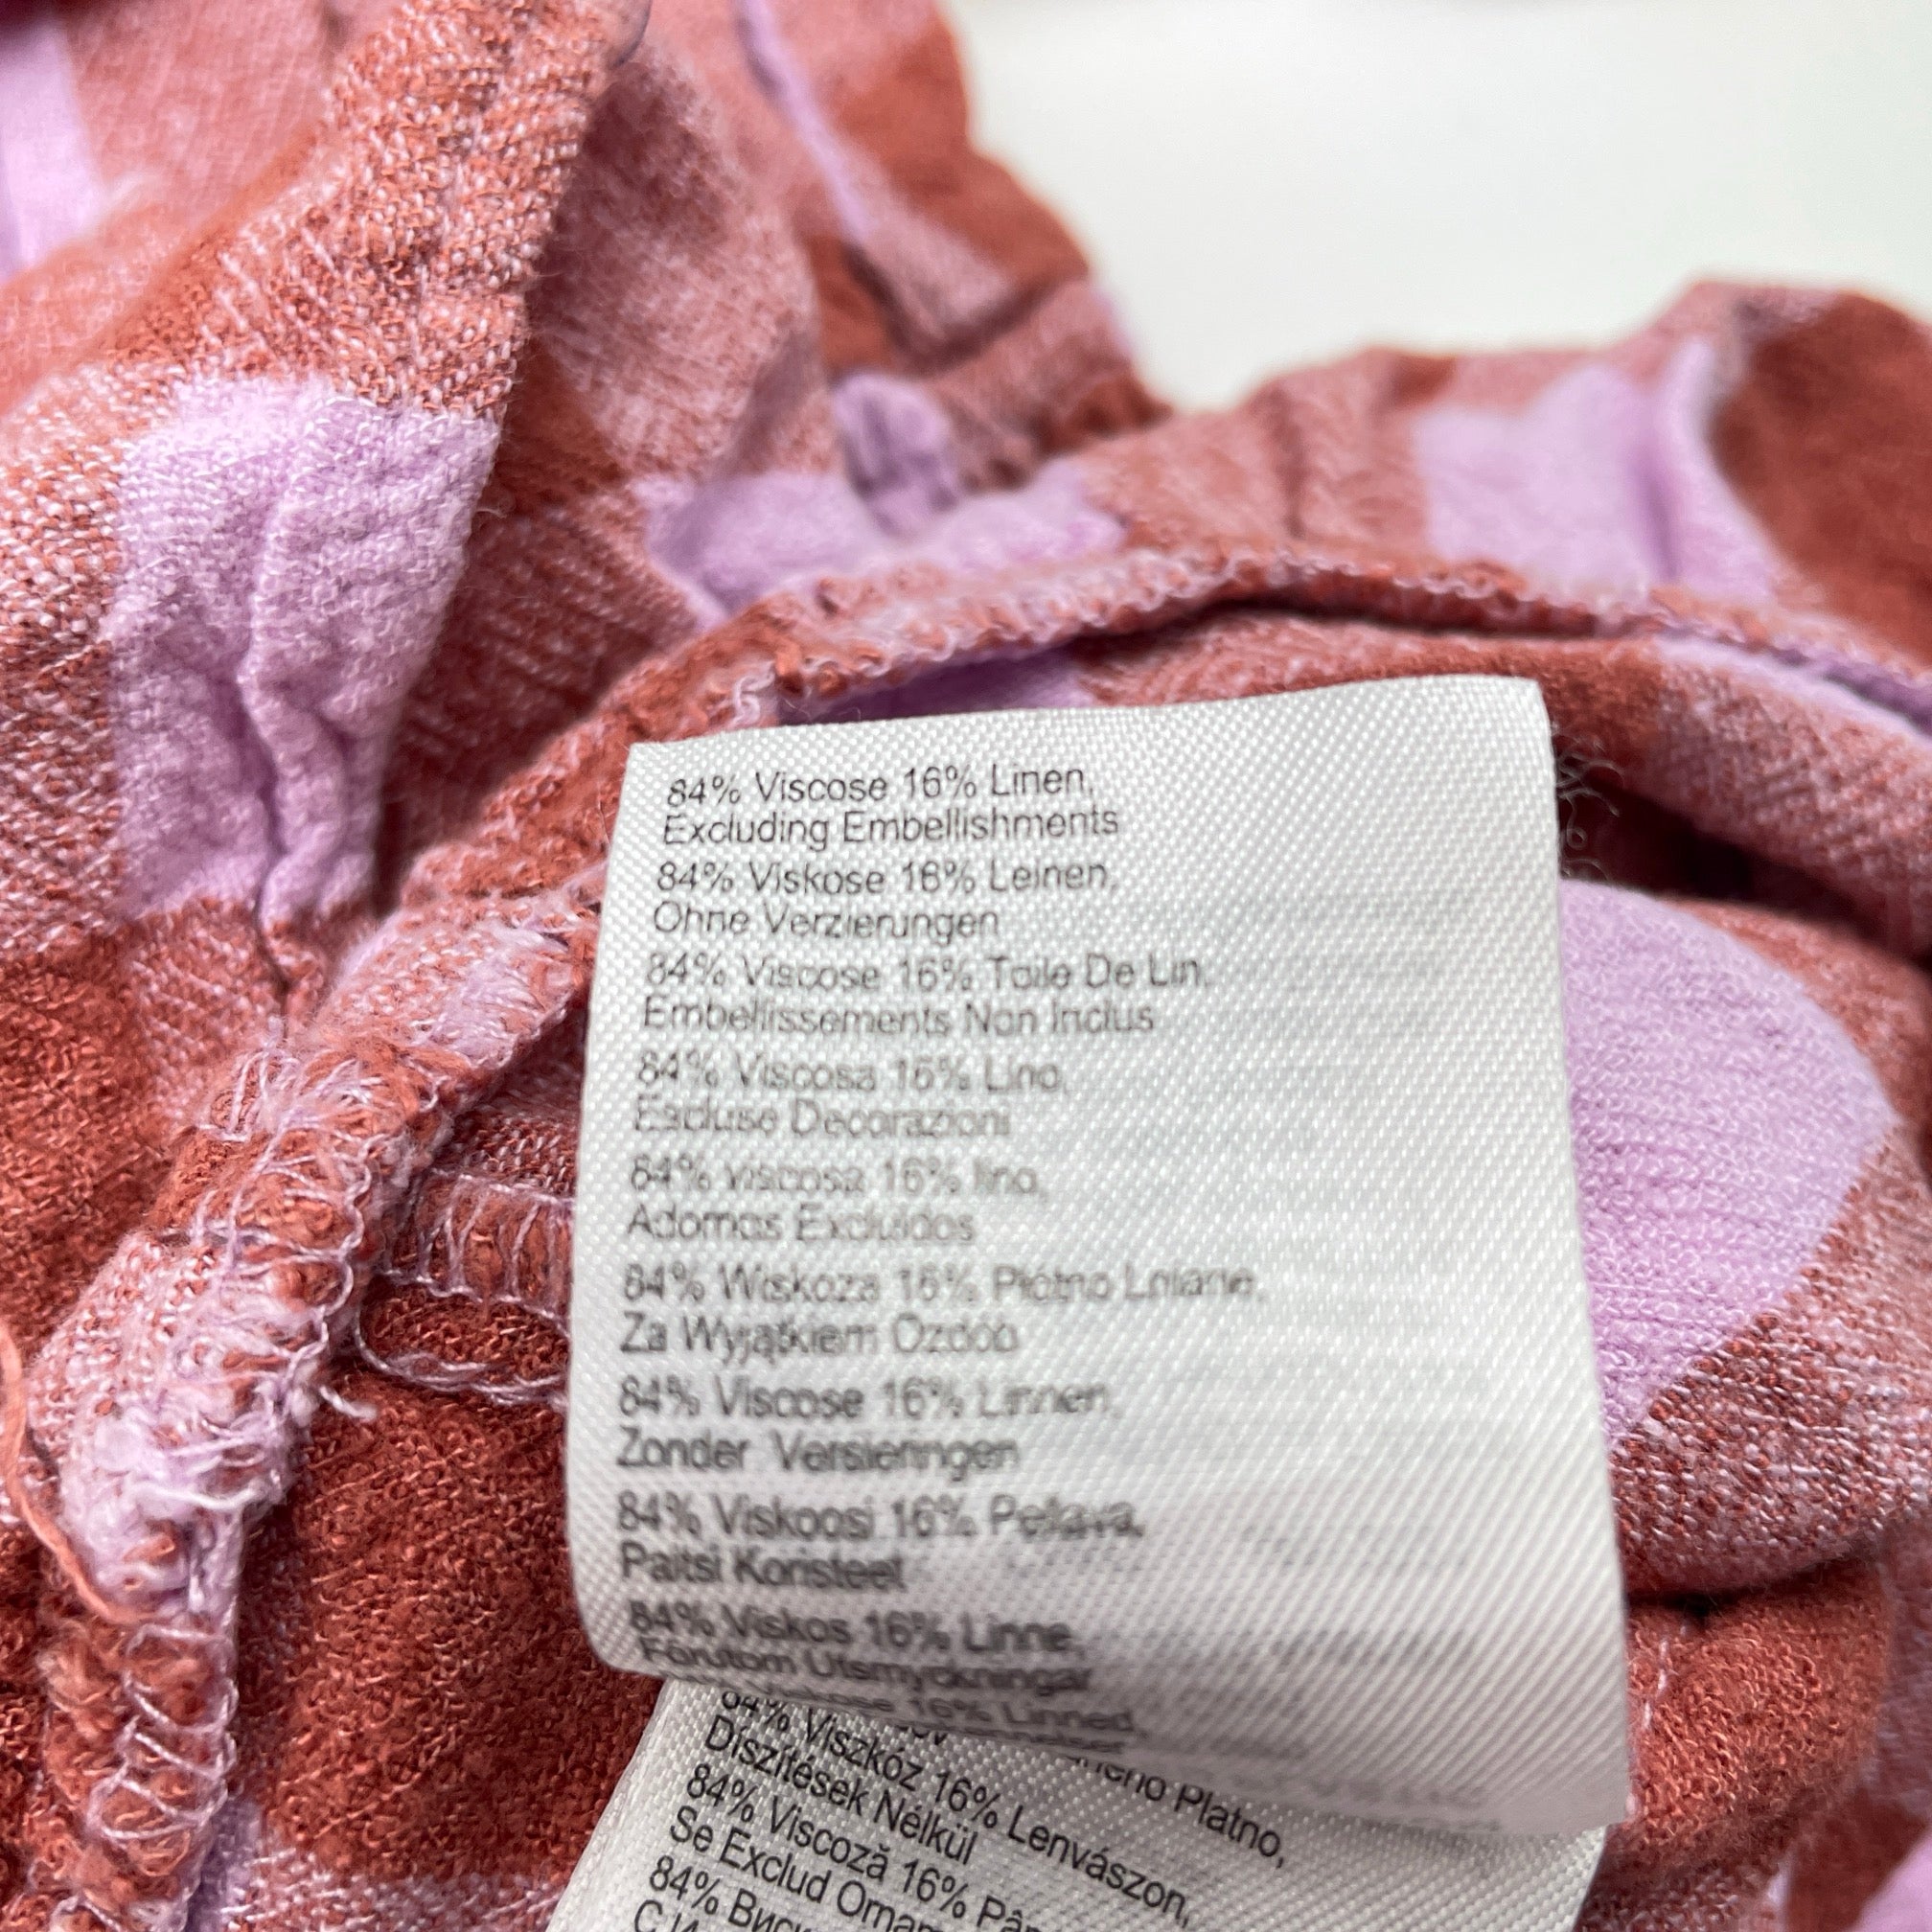 84% Viscose 16% Linen,
Excluding Embellishments
84% Viskose 16% Leinen,
Ohne Verzierungen
84% Viscose 16% Toile De Lin,
Embellissements Non Inclus
84% Viscosa 16% Lino,
Escluse Decorazioni
84% viscosa 16% lino,
Adornos Excluidos
84% Wiskoza 16% Płótno Lniane,
Za Wyjątkiem Ozdób
84% Viscose 16% Linnen,
Zonder Versieringen
84% Viskoosi 16% Pellava,
Paitsi Koristeet
84% Viskos 16% Linne,
Förutom Utsmyckningar
16% Linned,
Platno,
84% Viszkóz 16% Lenvászon,
Díszítések Nélkül
84% Viscoză 16%
Se Exclud
84%